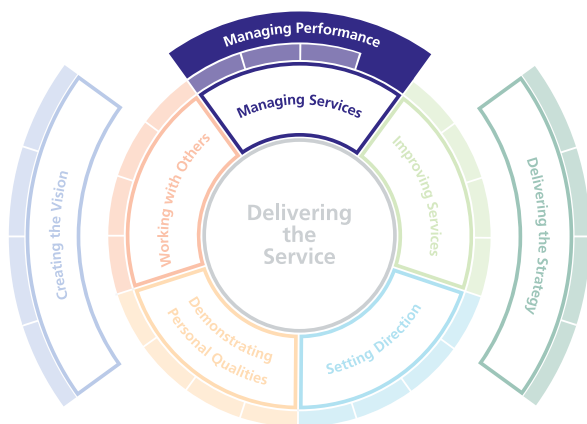 Managing Performance
Managing Services
Working with Others
Improving Services
Creating the Vision
Delivering the Strategy
Delivering
the
Service
Demonstrating
Personal Qualities
Setting Direction